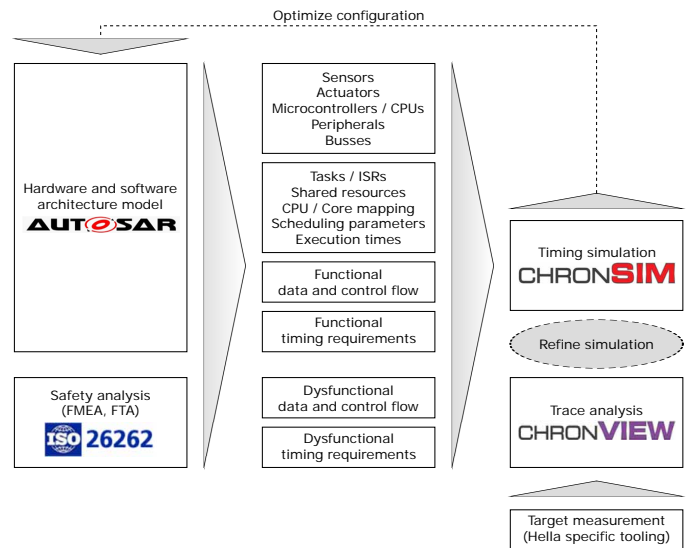 Optimize configuration
Hardware and software
architecture model
AUTOSAR
Safety analysis
(FMEA, FTA)
ISO 26262
Sensors
Actuators
Microcontrollers / CPUs
Peripherals
Busses
Tasks / ISRs
Shared resources
CPU / Core mapping
Scheduling parameters
Execution times
Functional
data and control flow
Functional
timing requirements
Dysfunctional
data and control flow
Dysfunctional
timing requirements
Timing simulation
CHRONSIM
Refine simulation
Trace analysis
CHRONVIEW
Target measurement
(Hella specific tooling)